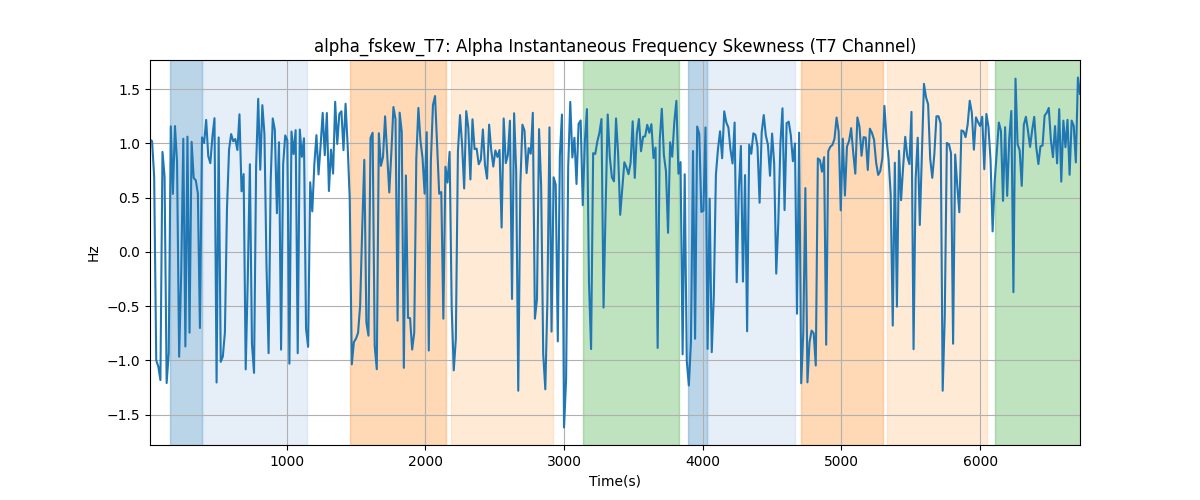 alpha_fskew_T7: Alpha Instantaneous Frequency Skewness (T7 Channel)
1.5
1.0
0.5
0.0
−0.5
−1.0
−1.5
Hz
1000 2000 3000 4000 5000 6000
Time(s)